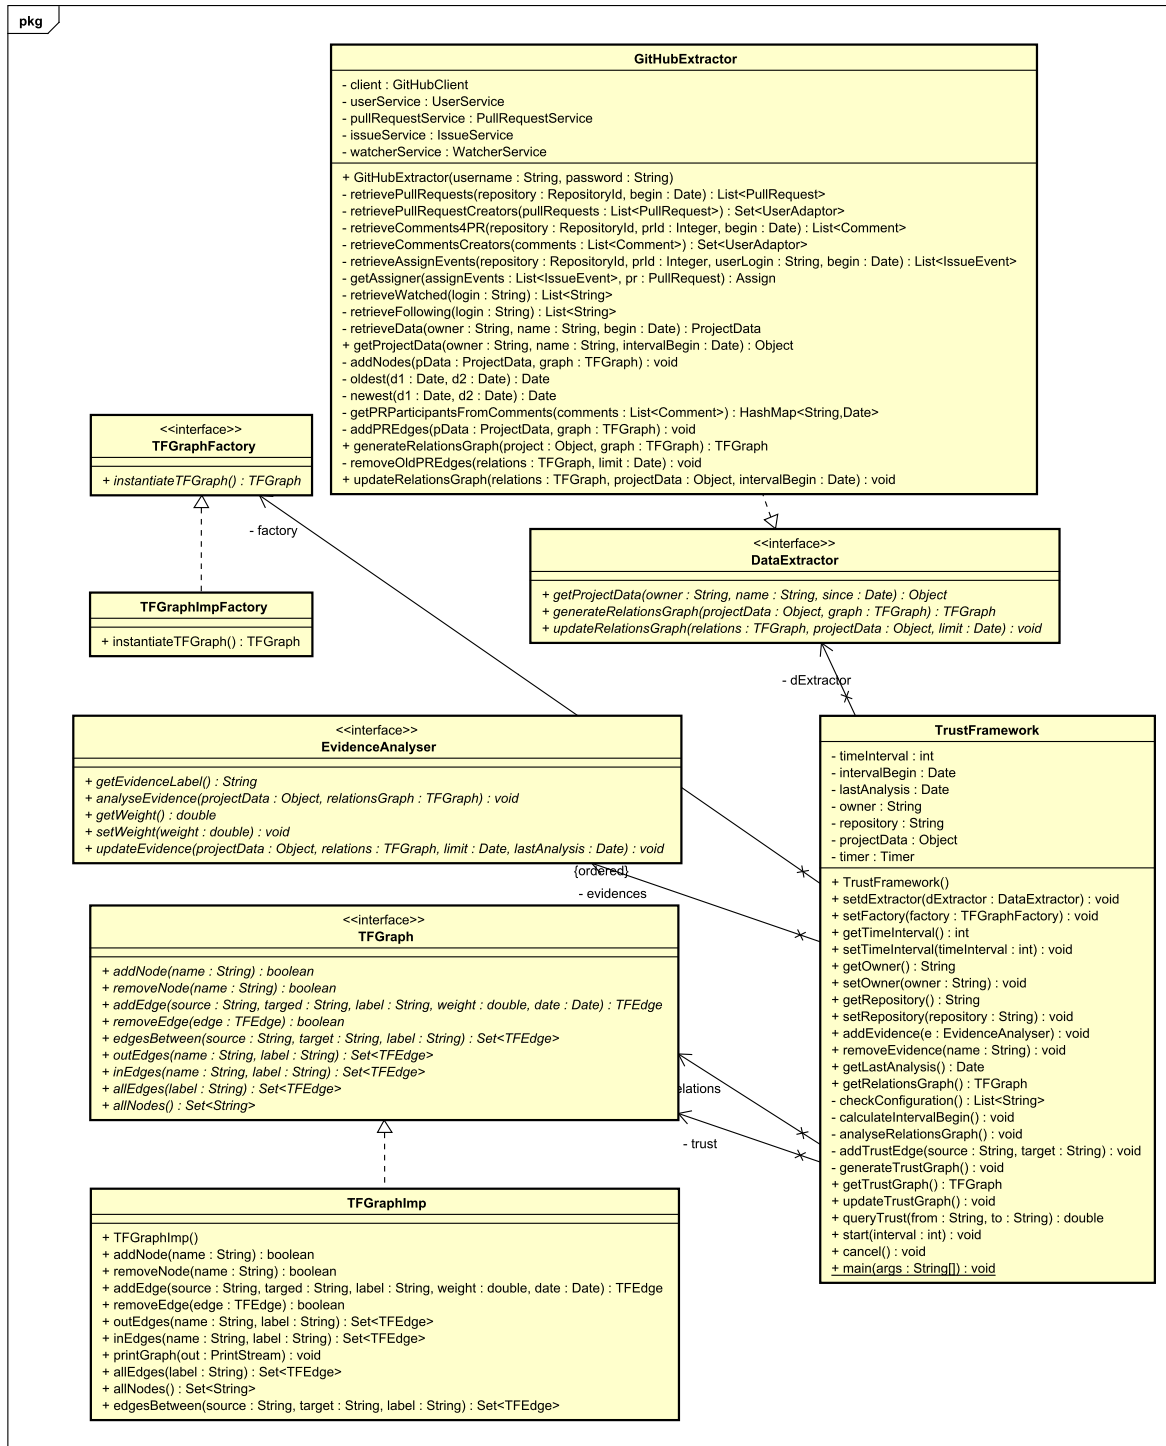 pkg
GitHubExtractor
- client : GitHubClient
- userService : UserService
- pullRequestService : PullRequestService
- issueService : IssueService
- watcherService : WatcherService
+ GitHubExtractor(username : String, password : String)
- retrievePullRequests(repository : RepositoryId, begin : Date) : List<PullRequest>
- retrievePullRequestCreators(pullRequests : List<PullRequest>) : Set<UserAdaptor>
- retrieveComments4PR(repository : RepositoryId, prId : Integer, begin : Date) : List<Comment>
- retrieveCommentsCreators(comments : List<Comment>) : Set<UserAdaptor>
- retrieveAssignEvents(repository : RepositoryId, prId : Integer, userLogin : String, begin : Date) : List<IssueEvent>
- getAssigner(assignEvents : List<IssueEvent>, pr : PullRequest) : Assign
- retrieveWatched(login : String) : List<String>
- retrieveFollowing(login : String) : List<String>
- retrieveData(owner : String, name : String, begin : Date) : ProjectData
+ getProjectData(owner : String, name : String, intervalBegin : Date) : Object
- addNodes(pData : ProjectData, graph : TFGraph) : void
- oldest(d1 : Date, d2 : Date) : Date
- newest(d1 : Date, d2 : Date) : Date
- getPRParticipantsFromComments(comments : List<Comment>) : HashMap<String,Date>
- addPREdges(pData : ProjectData, graph : TFGraph) : void
+ generateRelationsGraph(project : Object, graph : TFGraph) : TFGraph
- removeOldPREdges(relations : TFGraph, limit : Date) : void
+ updateRelationsGraph(relations : TFGraph, projectData : Object, intervalBegin : Date) : void
<<interface>>
TFGraphFactory
+ instantiateTFGraph() : TFGraph
- factory
<<interface>>
DataExtractor
+ getProjectData(owner : String, name : String, since : Date) : Object
+ generateRelationsGraph(projectData : Object, graph : TFGraph) : TFGraph
+ updateRelationsGraph(relations : TFGraph, projectData : Object, limit : Date) : void
TFGraphImpFactory
+ instantiateTFGraph() : TFGraph
- dExtractor
<<interface>>
EvidenceAnalyser
+ getEvidenceLabel() : String
+ analyseEvidence(projectData : Object, relationsGraph : TFGraph) : void
+ getWeight() : double
+ setWeight(weight : double) : void
+ updateEvidence(projectData : Object, relations : TFGraph, limit : Date, lastAnalysis : Date) : void
{ordered}
- evidences
TrustFramework
- timeInterval : int
- intervalBegin : Date
- lastAnalysis : Date
- owner : String
- repository : String
- projectData : Object
- timer : Timer
+ TrustFramework()
+ setdExtractor(dExtractor : DataExtractor) : void
+ setFactory(factory : TFGraphFactory) : void
+ getTimeInterval() : int
+ setTimeInterval(timeInterval : int) : void
+ getOwner() : String
+ setOwner(owner : String) : void
+ getRepository() : String
+ setRepository(repository : String) : void
+ addEvidence(e : EvidenceAnalyser) : void
+ removeEvidence(name : String) : void
+ getLastAnalysis() : Date
+ getRelationsGraph() : TFGraph
- checkConfiguration() : List<String>
- calculateIntervalBegin() : void
- analyseRelationsGraph() : void
- addTrustEdge(source : String, target : String) : void
- generateTrustGraph() : void
+ getTrustGraph() : TFGraph
+ updateTrustGraph() : void
+ queryTrust(from : String, to : String) : double
+ start(interval : int) : void
+ cancel() : void
+ main(args : String[]) : void
<<interface>>
TFGraph
+ addNode(name : String) : boolean
+ removeNode(name : String) : boolean
+ addEdge(source : String, targed : String, label : String, weight : double, date : Date) : TFEdge
+ removeEdge(edge : TFEdge) : boolean
+ edgesBetween(source : String, target : String, label : String) : Set<TFEdge>
+ outEdges(name : String, label : String) : Set<TFEdge>
+ inEdges(name : String, label : String) : Set<TFEdge>
+ allEdges(label : String) : Set<TFEdge>
+ allNodes() : Set<String>
elations
- trust
TFGraphImp
+ TFGraphImp()
+ addNode(name : String) : boolean
+ removeNode(name : String) : boolean
+ addEdge(source : String, targed : String, label : String, weight : double, date : Date) : TFEdge
+ removeEdge(edge : TFEdge) : boolean
+ outEdges(name : String, label : String) : Set<TFEdge>
+ inEdges(name : String, label : String) : Set<TFEdge>
+ printGraph(out : PrintStream) : void
+ allEdges(label : String) : Set<TFEdge>
+ allNodes() : Set<String>
+ edgesBetween(source : String, target : String, label : String) : Set<TFEdge>